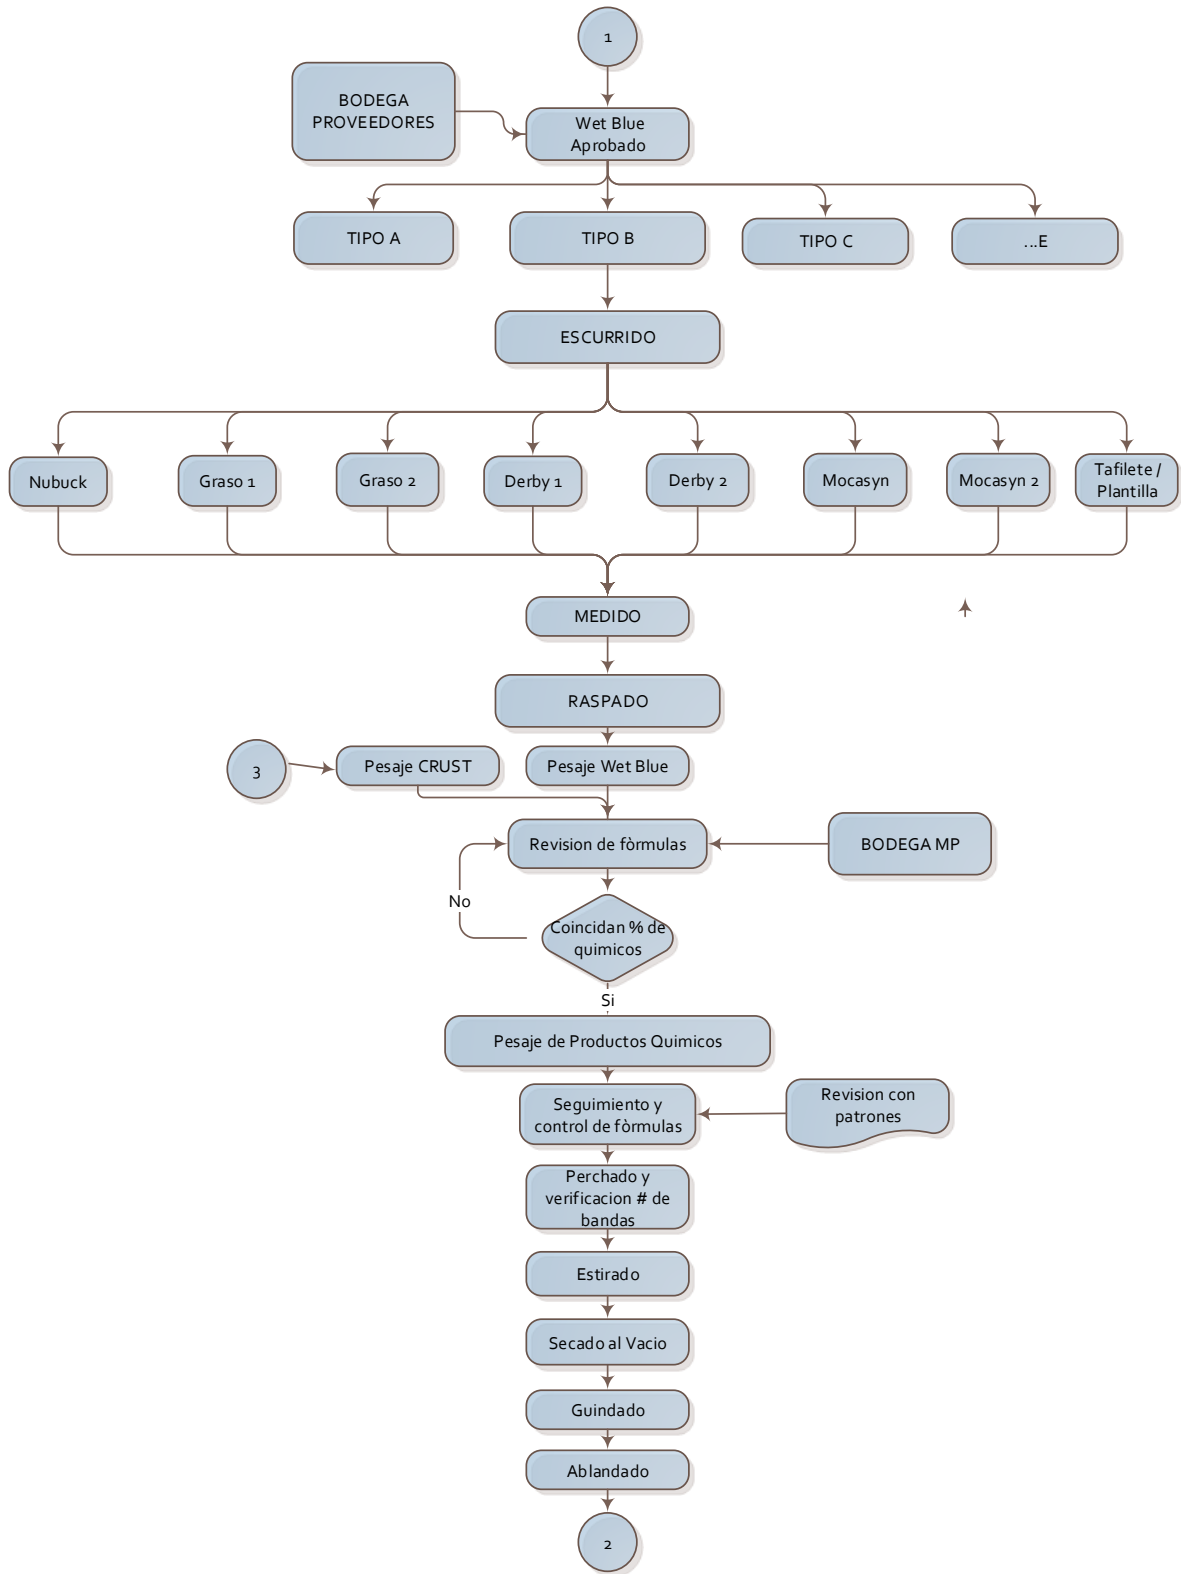 1
BODEGA
PROVEEDORES
Wet Blue
Aprobado
TIPO A
TIPO B
TIPO C
...E
ESCURRIDO
Nubuck
Graso 1
Graso 2
Derby 1
Derby 2
Mocasyn
Mocasyn 2
Tafilete /
Plantilla
MEDIDO
RASPADO
3
Pesaje CRUST
Pesaje Wet Blue
Revision de fòrmulas
BODEGA MP
No
Coincidan % de
quimicos
Si
Pesaje de Productos Quimicos
Seguimiento y
control de fòrmulas
Revision con
patrones
Perchado y
verificacion # de
bandas
Estirado
Secado al Vacio
Guindado
Ablandado
2